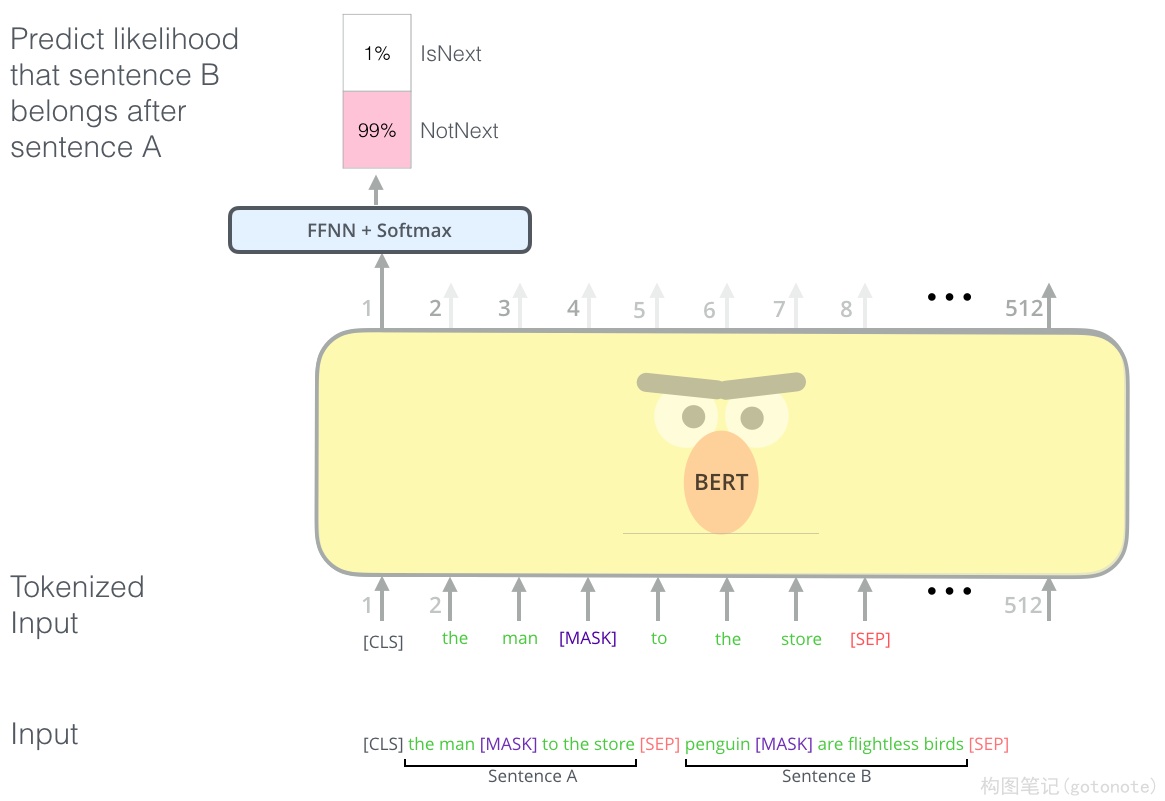 Predict likelihood
that sentence B
belongs after
sentence A
1% IsNext
99% NotNext
FFNN + Softmax
1 2 3 4 5 6 7 8 ••• 512
BERT
Tokenized
Input
1 2 ••• 512
[CLS] the man [MASK] to the store [SEP]
Input
[CLS] the man [MASK] to the store [SEP] penguin [MASK] are flightless birds [SEP]
Sentence A Sentence B
构图笔记(gotonote)